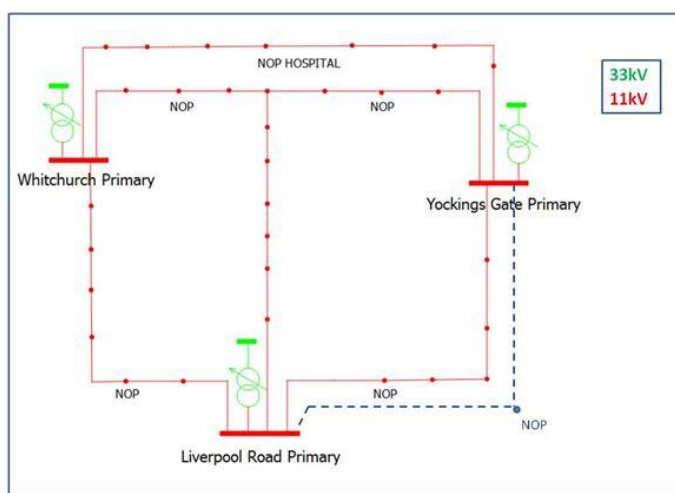 NOP HOSPITAL
33kV
11kV
NOP
NOP
Whitchurch Primary
Yockings Gate Primary
NOP
NOP
NOP
Liverpool Road Primary